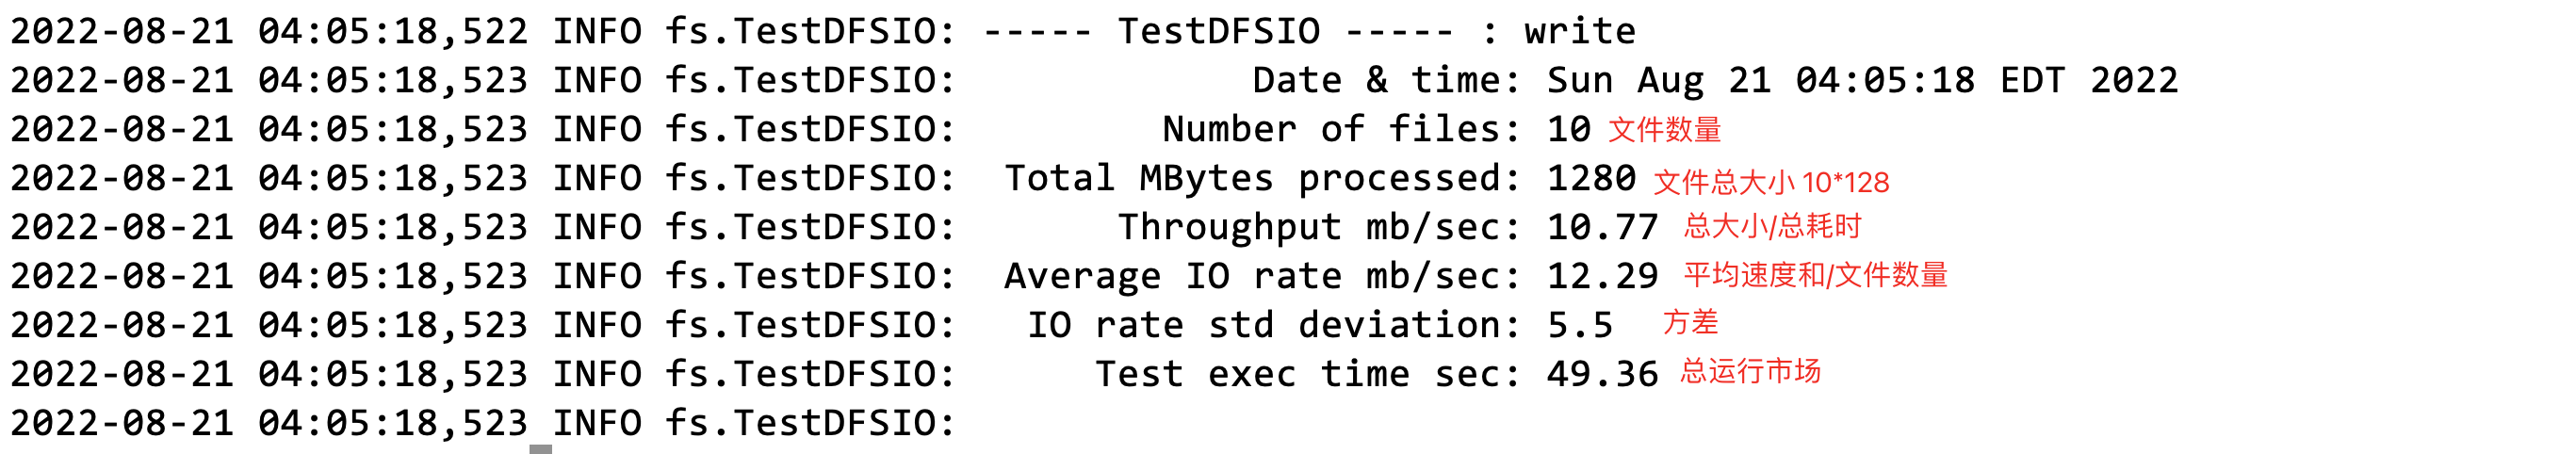 2022-08-21 04:05:18,522 INFO fs.TestDFSIO: ----- TestDFSIO ----- : write
2022-08-21 04:05:18,523 INFO fs.TestDFSIO: Date & time: Sun Aug 21 04:05:18 EDT 2022
2022-08-21 04:05:18,523 INFO fs.TestDFSIO: Number of files: 10 文件数量
2022-08-21 04:05:18,523 INFO fs.TestDFSIO: Total MBytes processed: 1280 文件总大小 10*128
2022-08-21 04:05:18,523 INFO fs.TestDFSIO: Throughput mb/sec: 10.77 总大小/总耗时
2022-08-21 04:05:18,523 INFO fs.TestDFSIO: Average IO rate mb/sec: 12.29 平均速度和/文件数量
2022-08-21 04:05:18,523 INFO fs.TestDFSIO: IO rate std deviation: 5.5 方差
2022-08-21 04:05:18,523 INFO fs.TestDFSIO: Test exec time sec: 49.36 总运行市场
2022-08-21 04:05:18,523 INFO fs.TestDFSIO: